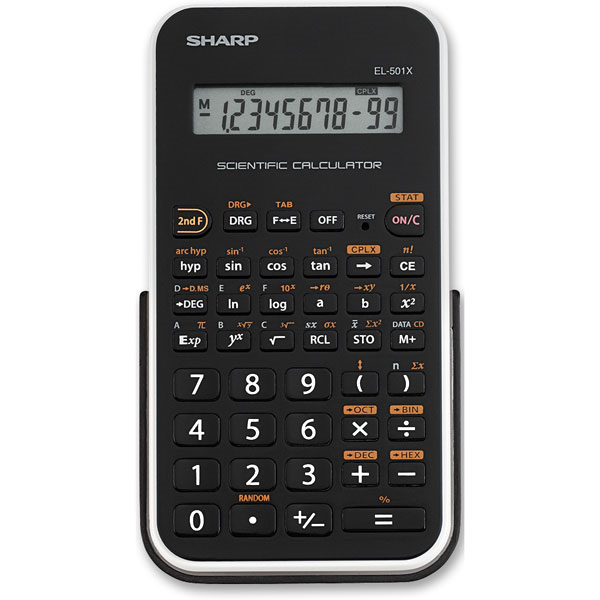 SHARP
EL-501X
DEG CPLX
M
-1.2345678-99
SCIENTIFIC CALCULATOR
STAT
DRG▸ TAB
2nd F DRG F↔E OFF RESET ON/C
arc hyp sin⁻¹ cos⁻¹ tan⁻¹ CPLX n!
hyp sin cos tan → CE
D →D.MS E eˣ F 10ˣ →rθ →xy 1/x
→DEG ln log a b x²
A π B ˣ√y C ³√ sx σx x̄ Σx² DATA CD
Exp yˣ √ RCL STO M+
↕ n Σx
7 8 9 ( )
→OCT →BIN
4 5 6 × ÷
→DEC →HEX
1 2 3 + −
RANDOM %
0 • +/− =